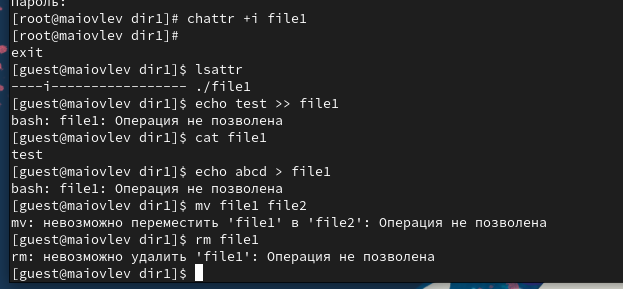 Пароль:
[root@maiovlev dir1]# chattr +i file1
[root@maiovlev dir1]#
exit
[guest@maiovlev dir1]$ lsattr
----i----------------- ./file1
[guest@maiovlev dir1]$ echo test >> file1
bash: file1: Операция не позволена
[guest@maiovlev dir1]$ cat file1
test
[guest@maiovlev dir1]$ echo abcd > file1
bash: file1: Операция не позволена
[guest@maiovlev dir1]$ mv file1 file2
mv: невозможно переместить 'file1' в 'file2': Операция не позволена
[guest@maiovlev dir1]$ rm file1
rm: невозможно удалить 'file1': Операция не позволена
[guest@maiovlev dir1]$